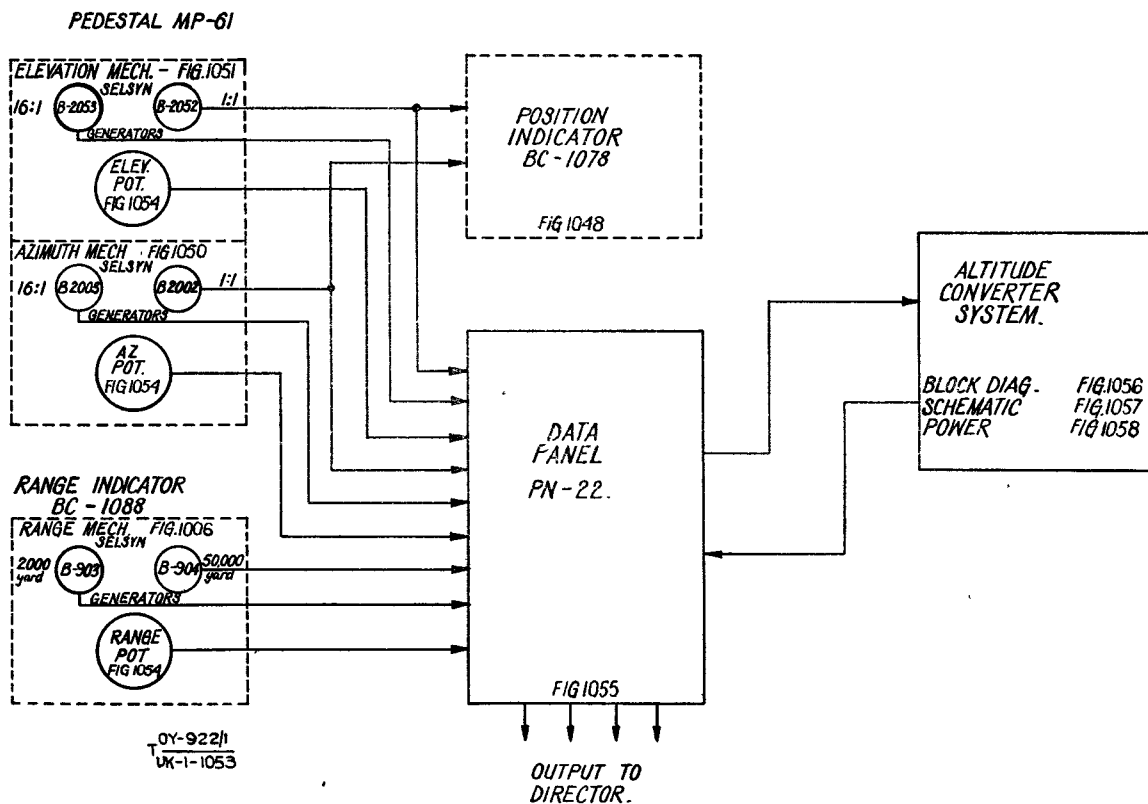 PEDESTAL MP-61
ELEVATION MECH. - FIG.1051
SELSYN
16:1 B-2053 B-2052 1:1
GENERATORS
ELEV.
POT.
FIG 1054
AZIMUTH MECH. FIG 1050
SELSYN
16:1 B2005 B2002 1:1
GENERATORS
AZ
POT.
FIG 1054
RANGE INDICATOR
BC - 1088
RANGE MECH. FIG.1006
SELSYN
2000 yard B-903 B-904 50,000 yard
GENERATORS
RANGE
POT
FIG 1054
POSITION
INDICATOR
BC - 1078
FIG 1048
DATA
PANEL
PN - 22.
FIG 1055
ALTITUDE
CONVERTER
SYSTEM.
BLOCK DIAG. FIG.1056
SCHEMATIC FIG.1057
POWER FIG 1058
OUTPUT TO
DIRECTOR.
T OY-922/1
UK-1-1053